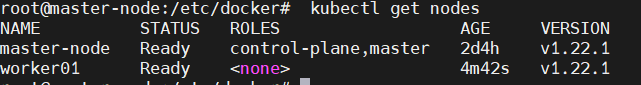 root@master-node:/etc/docker#  kubectl get nodes
NAME          STATUS   ROLES                  AGE     VERSION
master-node   Ready    control-plane,master   2d4h    v1.22.1
worker01      Ready    <none>                 4m42s   v1.22.1